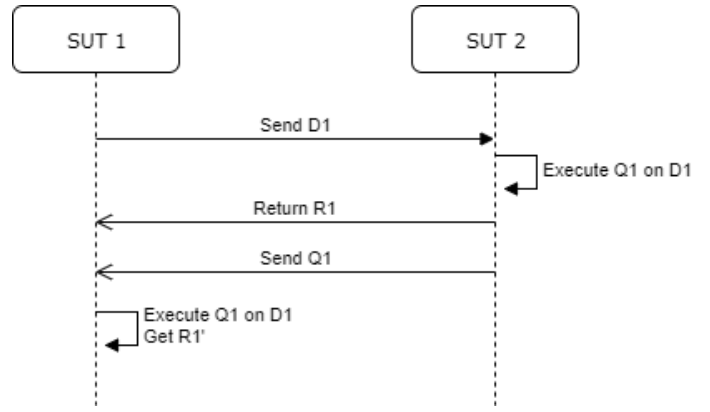 SUT 1
SUT 2
Send D1
Execute Q1 on D1
Return R1
Send Q1
Execute Q1 on D1
Get R1'